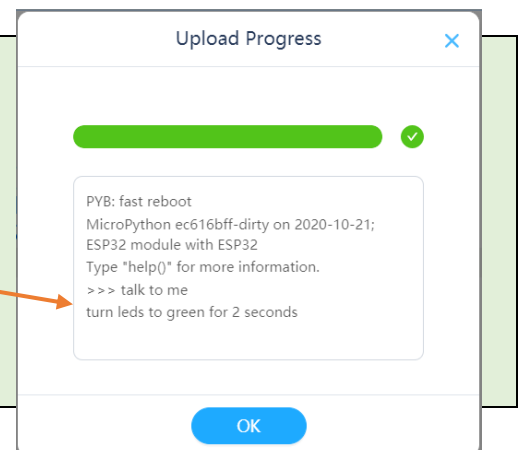 Upload Progress
PYB: fast reboot
MicroPython ec616bff-dirty on 2020-10-21;
ESP32 module with ESP32
Type "help()" for more information.
>>> talk to me
turn leds to green for 2 seconds
OK